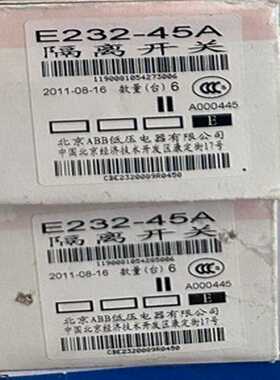 E232-45A
隔离开关
1190081054273006
2011-08-16 数量(台) 6
A000445
E
北京ABB低压电器有限公司
中国北京经济技术开发区康定街17号
CBE2320009R0450
E232-45A
隔离开关
1190081054205006
2011-08-16 数量(台) 6
A000445
E
北京ABB低压电器有限公司
中国北京经济技术开发区康定街17号
CBE2320009R0450